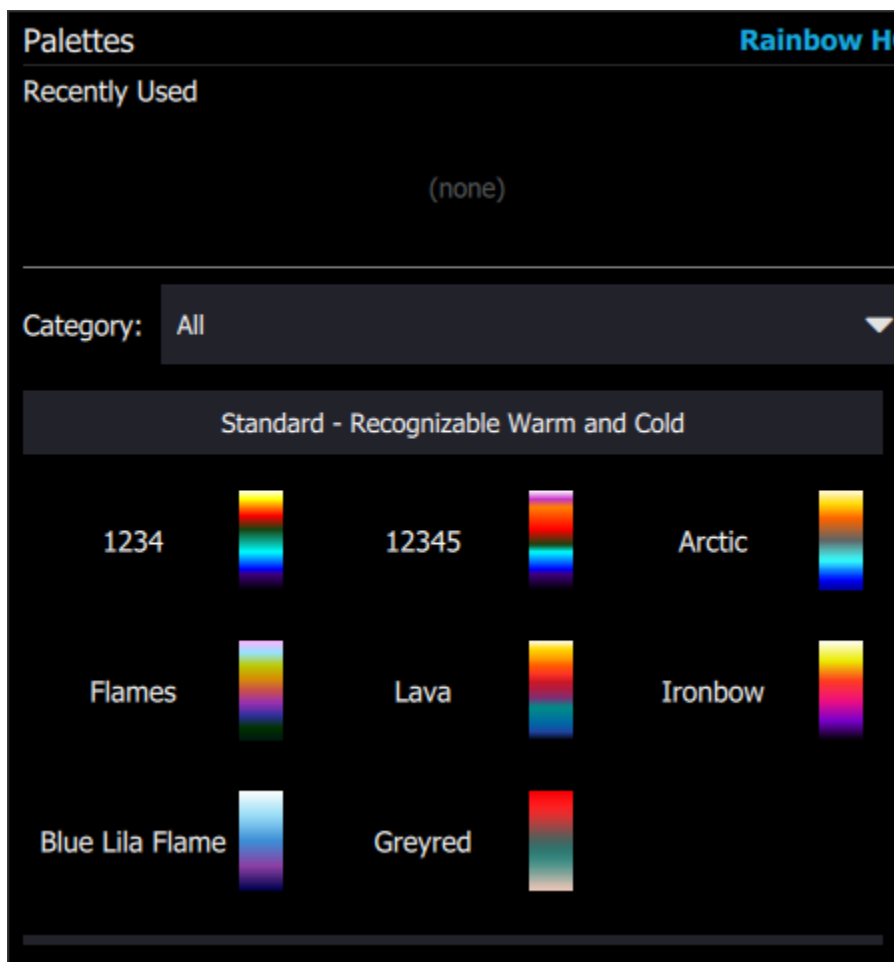 Palettes
Rainbow
Recently Used
(none)
Category: All
Standard - Recognizable Warm and Cold
1234 12345 Arctic
Flames Lava Ironbow
Blue Lila Flame Greyred